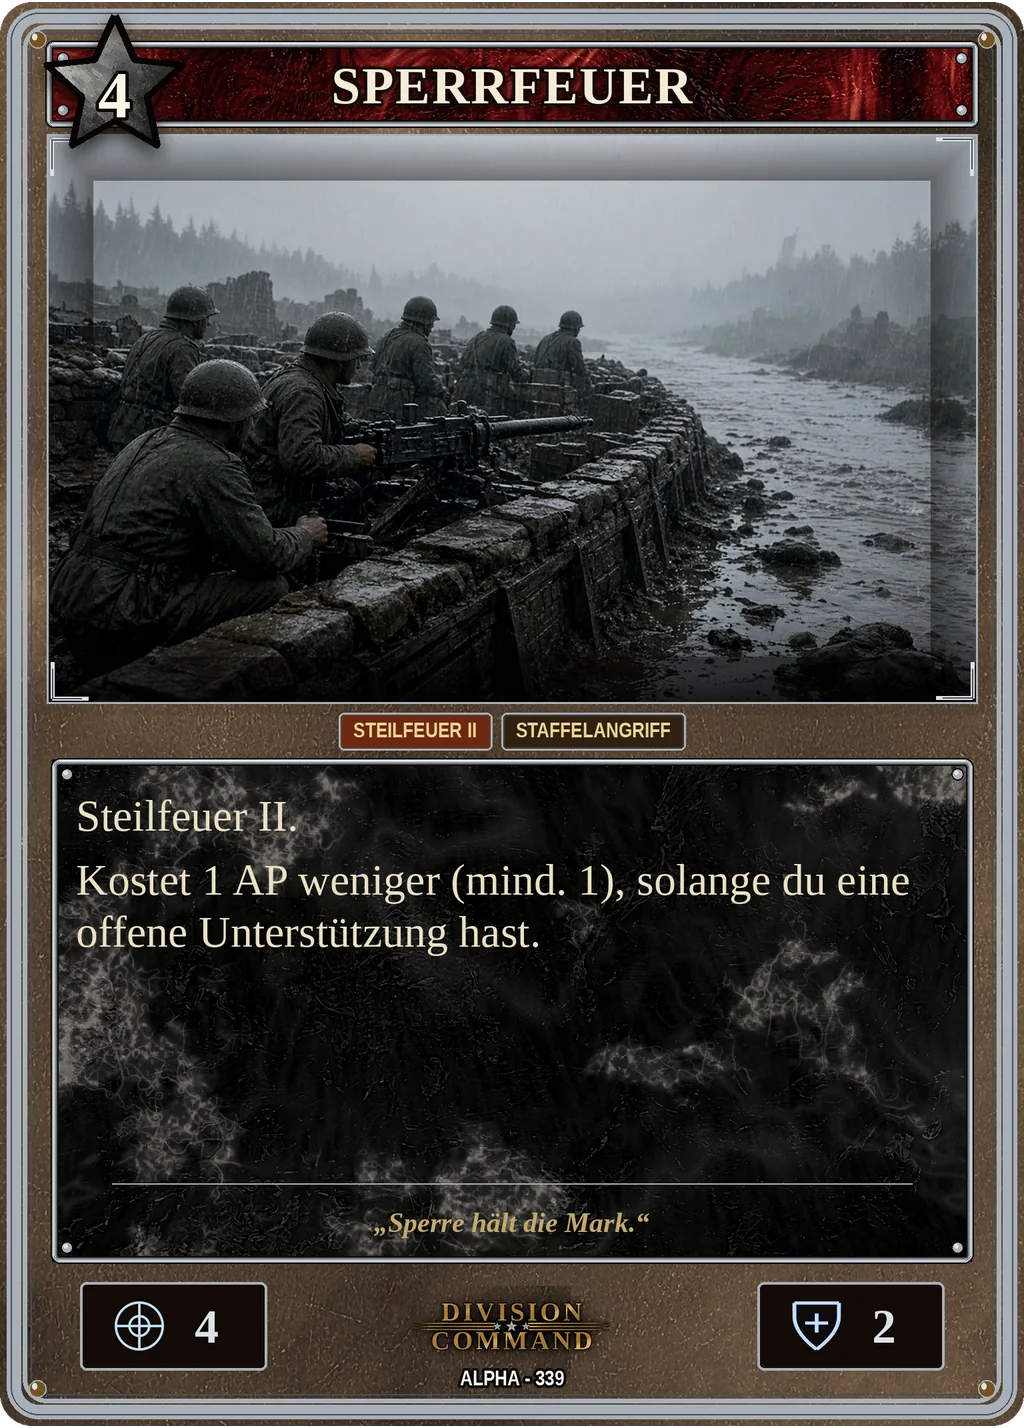 4
SPERRFEUER
STEILFEUER II
STAFFELANGRIFF
Steilfeuer II.
Kostet 1 AP weniger (mind. 1), solange du eine
offene Unterstützung hast.
„Sperre hält die Mark.“
4
DIVISION
COMMAND
2
ALPHA - 339